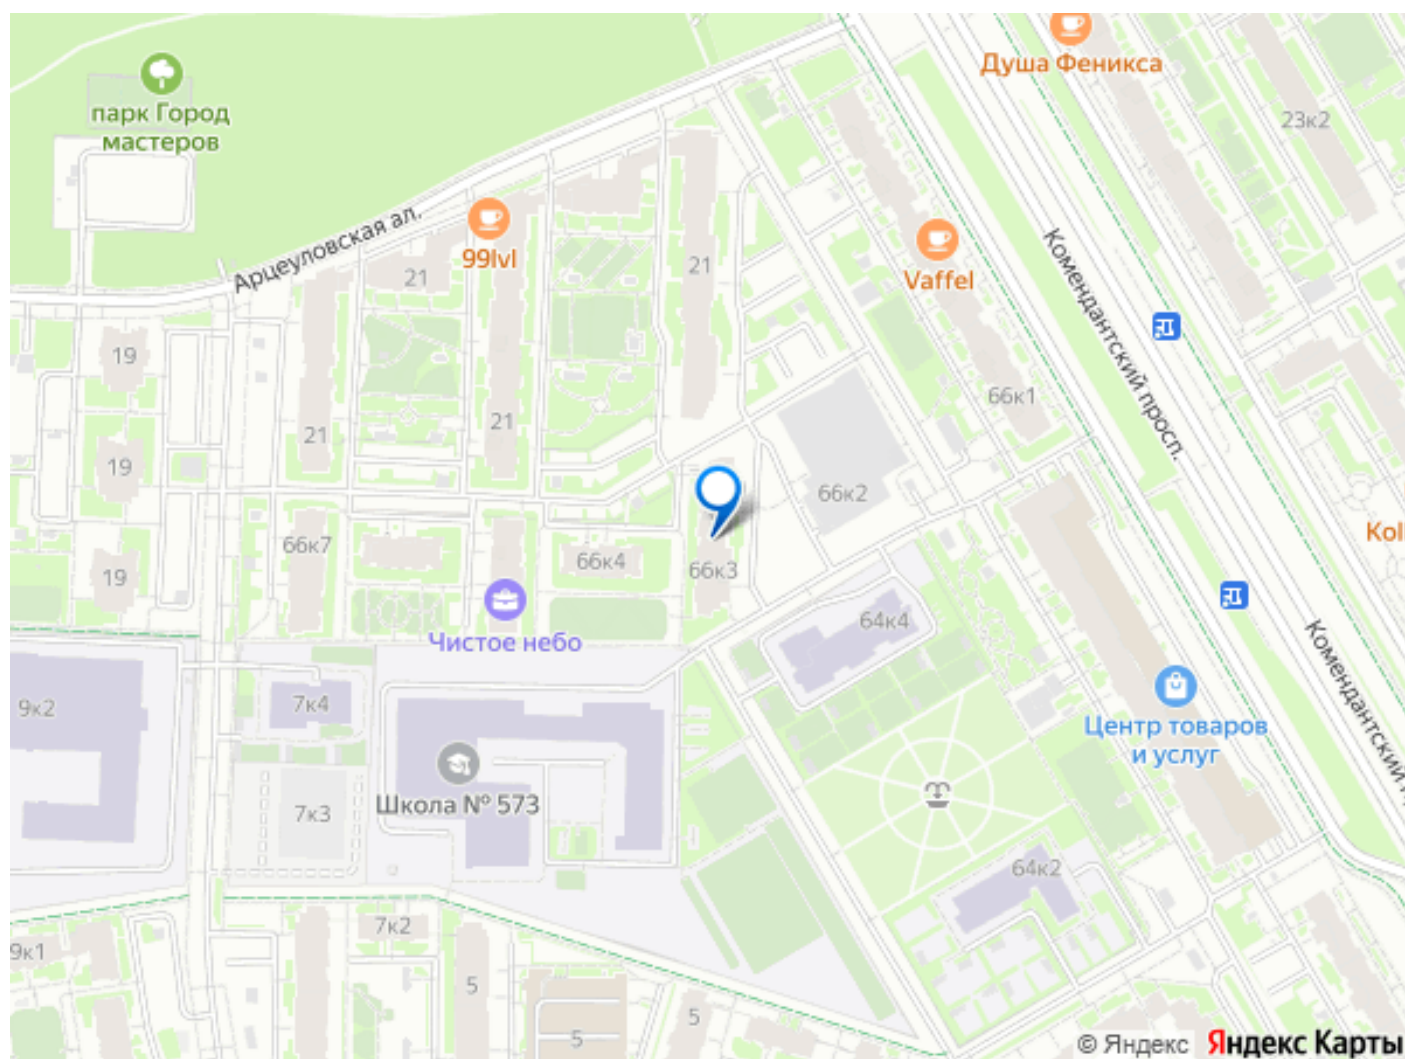 Душа Феникса
парк Город
мастеров
23к2
Арцеуловская ал.
99lvl
21
21
Vaffel
Комендантский просп.
19
66к1
21
21
19
66к2
66к7
66к4
66к3
19
Kol
Чистое небо
64к4
Комендантский п
9к2
7к4
Центр товаров
и услуг
Школа № 573
7к3
64к2
7к2
9к1
5
5
5
© Яндекс
Яндекс Карты